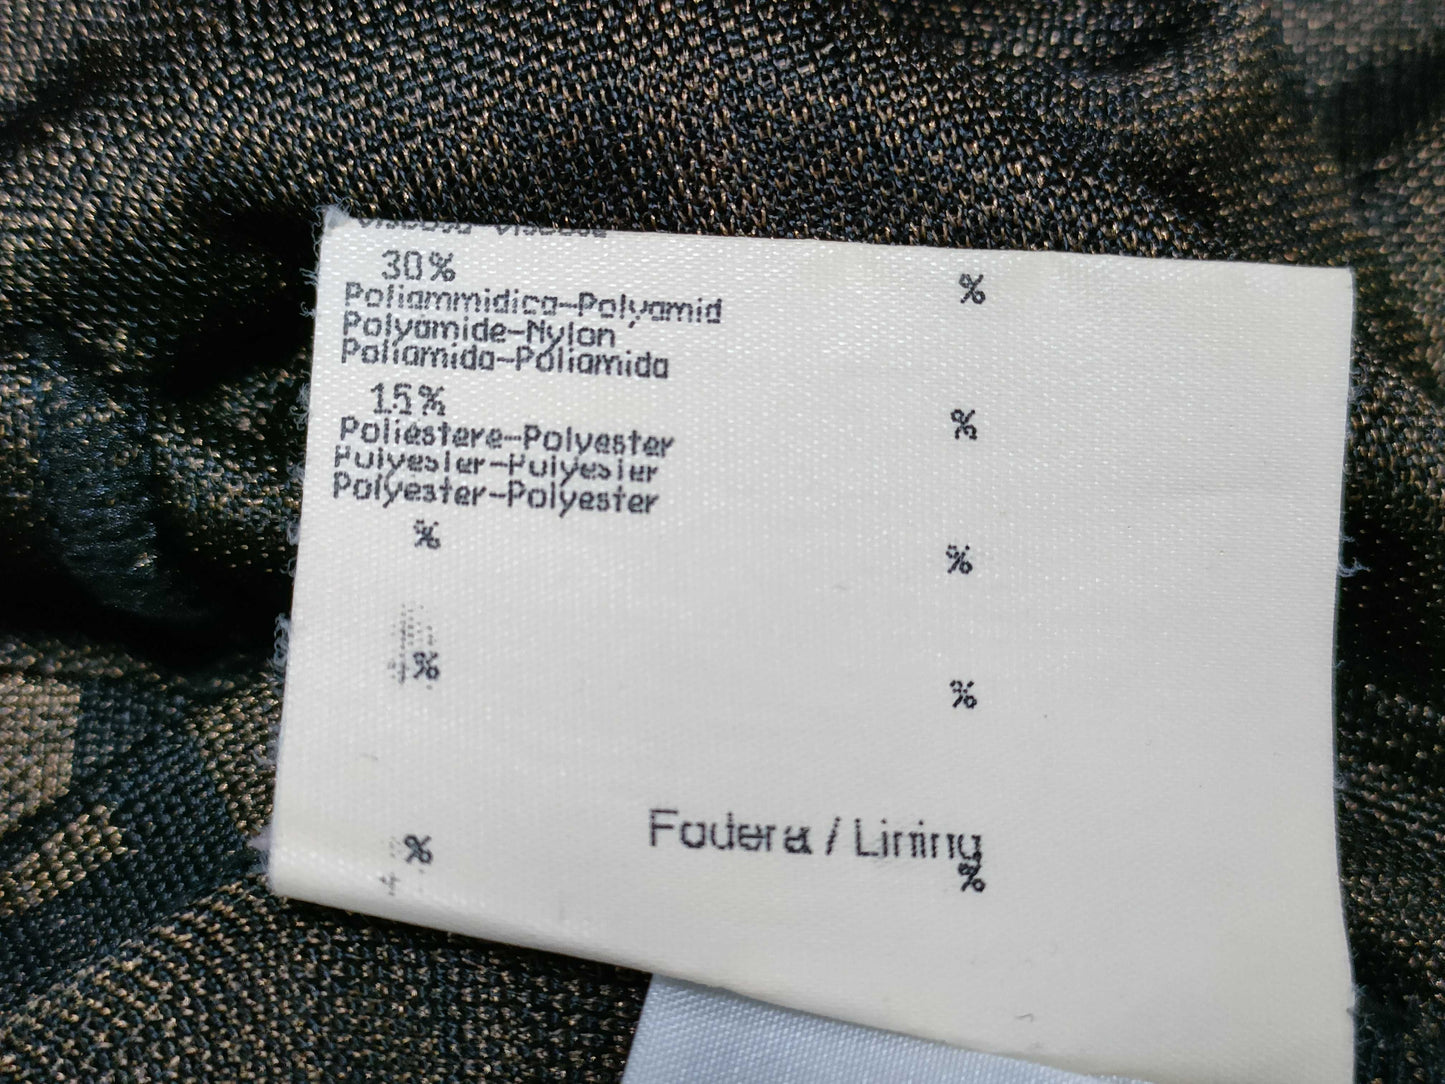 30%
Poliammidica-Polyamid
Polyamide-Nylon
Poliamida-Poliamida
15%
Poliestere-Polyester
Polyester-Polyester
Polyester-Polyester
%
%
%
%
%
%
%
Fodera / Lining
%